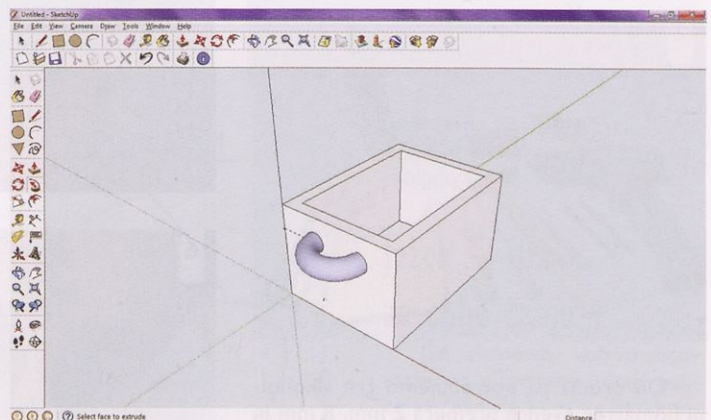 Untitled - SketchUp
File Edit View Camera Draw Tools Window Help
Select face to extrude
Distance